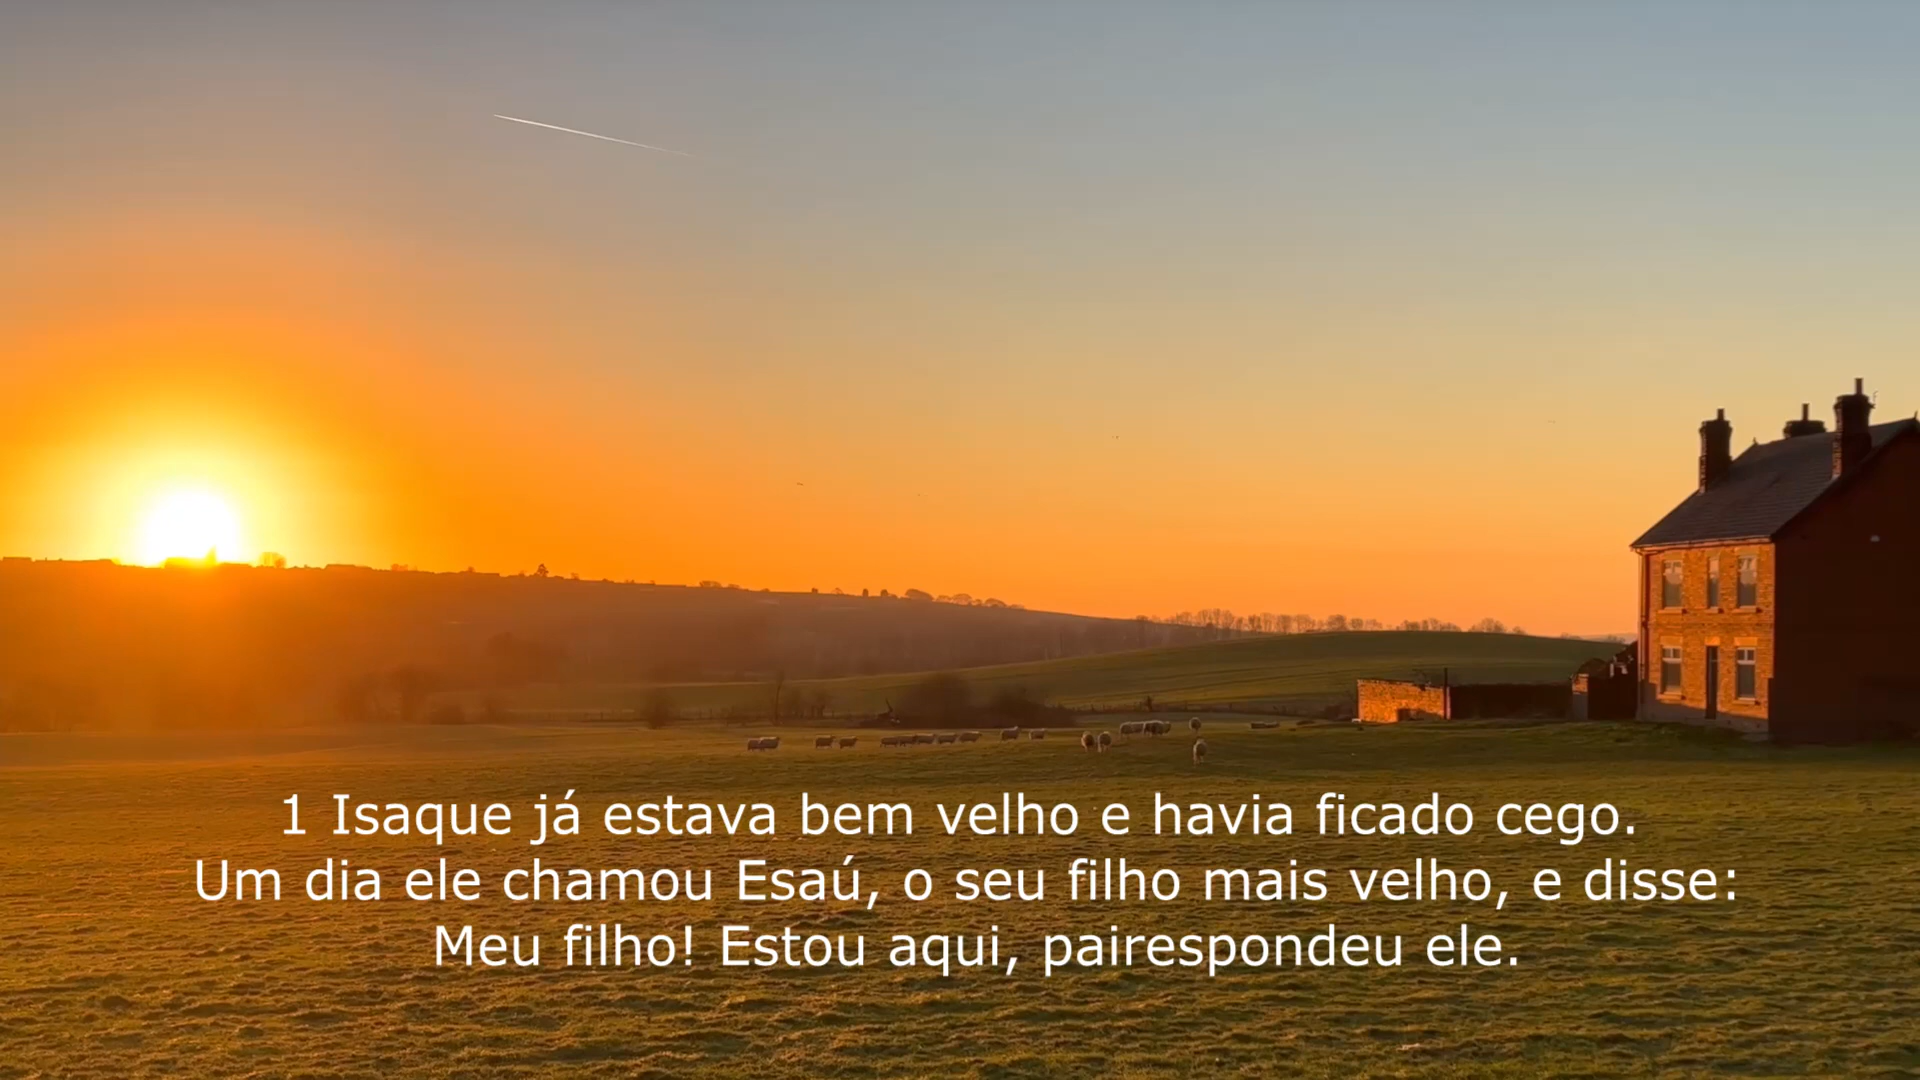 1 Isaque já estava bem velho e havia ficado cego.
Um dia ele chamou Esaú, o seu filho mais velho, e disse:
Meu filho! Estou aqui, pairespondeu ele.